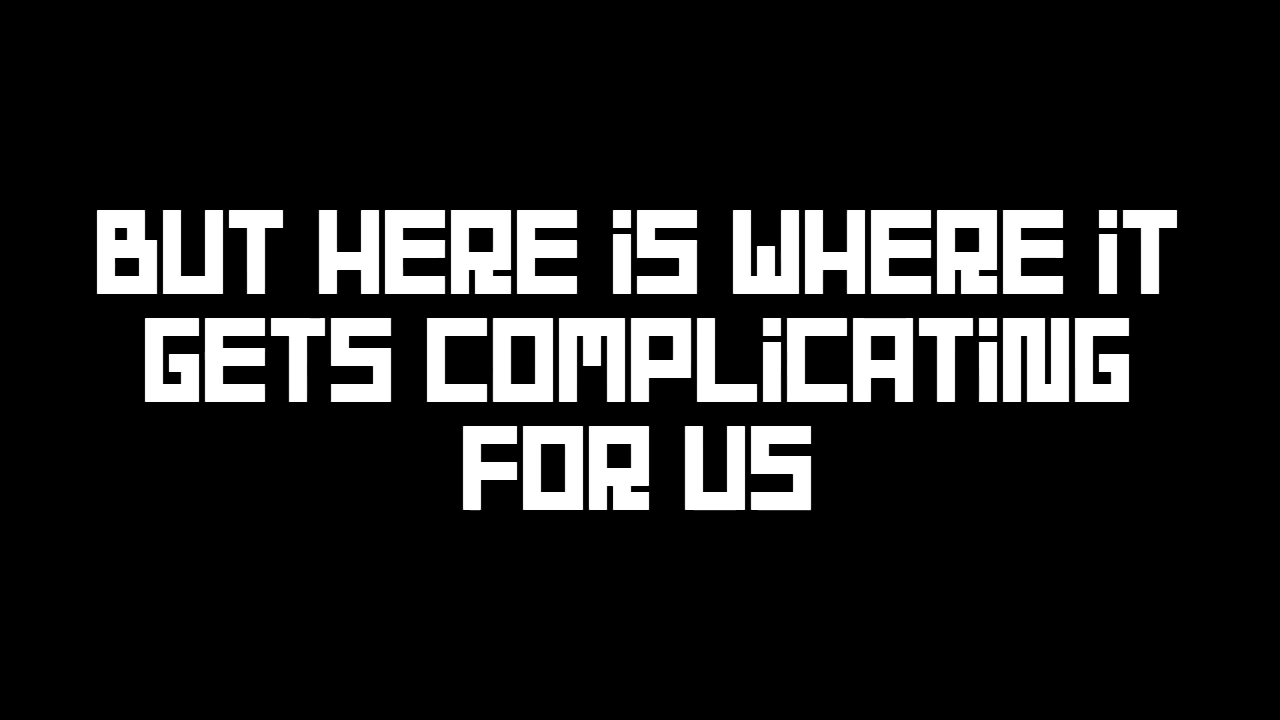 BUT HERE iS WHERE iT
GETS COMPLiCATiNG
FOR US